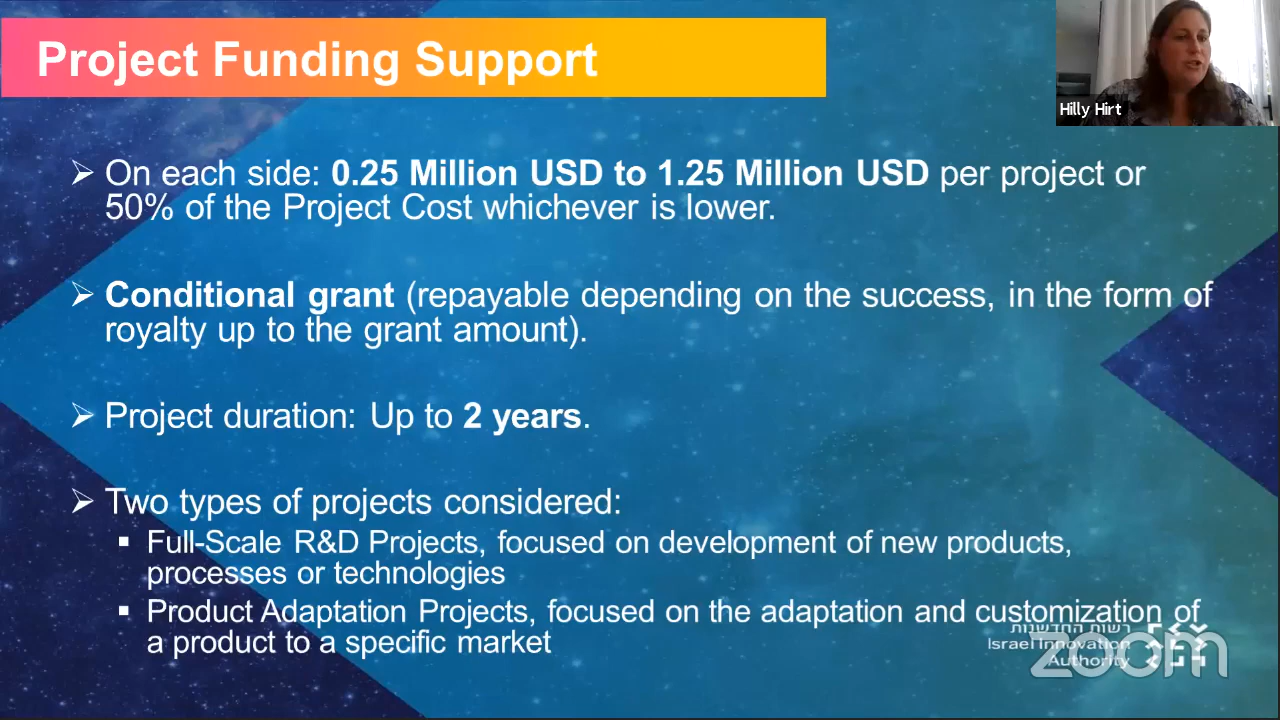 Project Funding Support
Hilly Hirt
➢ On each side: 0.25 Million USD to 1.25 Million USD per project or
50% of the Project Cost whichever is lower.
➢ Conditional grant (repayable depending on the success, in the form of
royalty up to the grant amount).
➢ Project duration: Up to 2 years.
➢ Two types of projects considered:
▪ Full-Scale R&D Projects, focused on development of new products,
processes or technologies
▪ Product Adaptation Projects, focused on the adaptation and customization of
a product to a specific market
רשות החדשנות
Israel Innovation
Authority
zoom